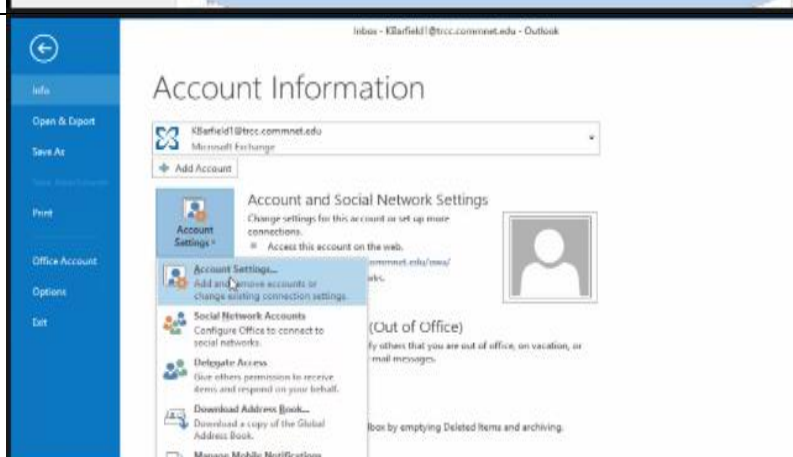 Inbox - KBarfield1@trcc.commnet.edu - Outlook
Info
Open & Export
Save As
Save Attachments
Print
Office Account
Options
Exit
Account Information
KBarfield1@trcc.commnet.edu
Microsoft Exchange
Add Account
Account
Settings
Account and Social Network Settings
Change settings for this account or set up more
connections.
Access this account on the web.
commnet.edu/owa/
Account Settings...
Add and remove accounts or
change existing connection settings.
Social Network Accounts
Configure Office to connect to
social networks.
Delegate Access
Give others permission to receive
items and respond on your behalf.
Download Address Book...
Download a copy of the Global
Address Book.
Manage Mobile Notifications
(Out of Office)
fy others that you are out of office, on vacation, or
mail messages.
lbox by emptying Deleted Items and archiving.